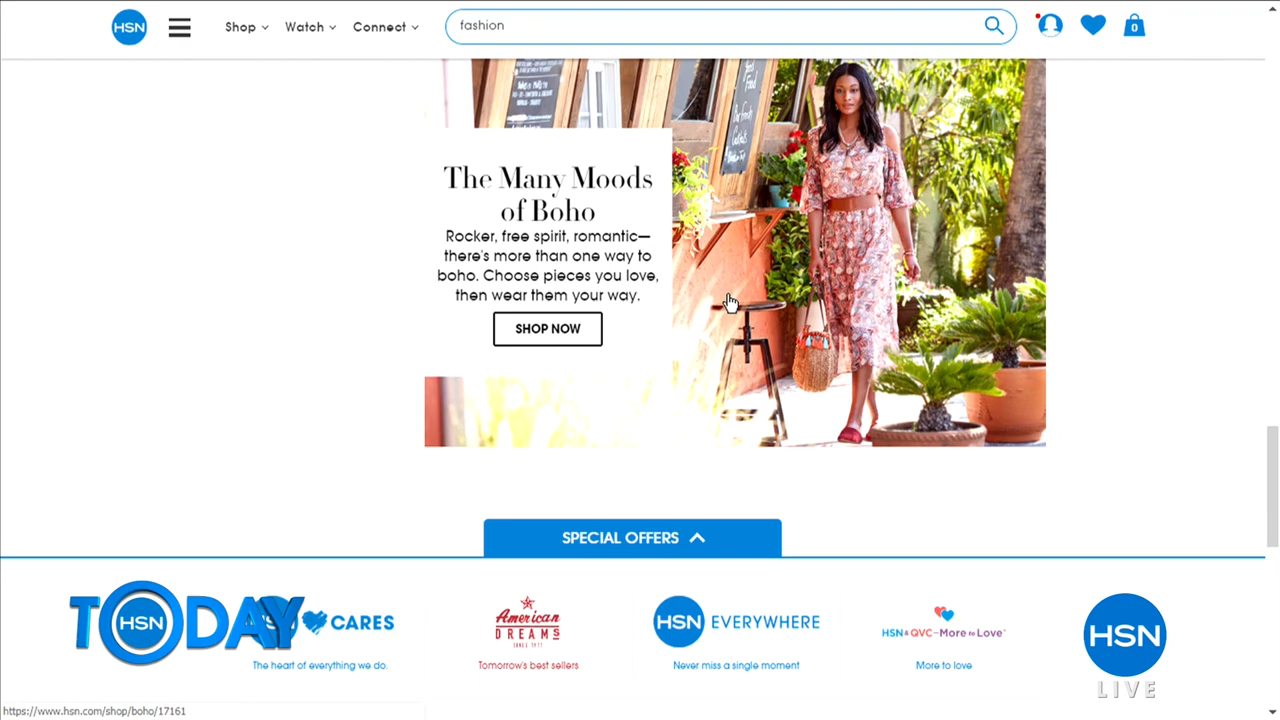 HSN
Shop
Watch
Connect
fashion
0
The Many Moods
of Boho
Rocker, free spirit, romantic—
there's more than one way to
boho. Choose pieces you love,
then wear them your way.
SHOP NOW
SPECIAL OFFERS
TODAY
HSN
CARES
The heart of everything we do.
American
DREAMS
SINCE 1977
Tomorrow's best sellers
HSN EVERYWHERE
Never miss a single moment
HSN & QVC—More to Love
More to love
HSN
LIVE
https://www.hsn.com/shop/boho/17161